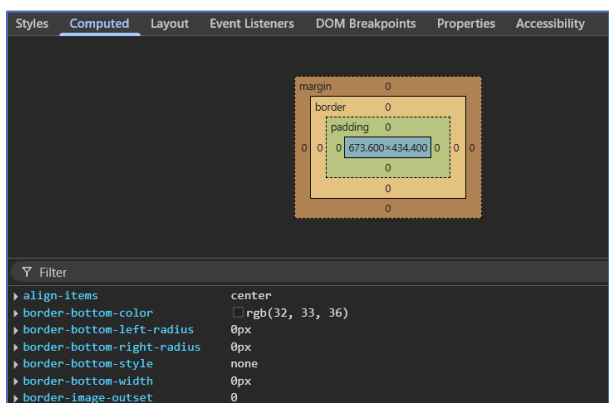 Styles Computed Layout Event Listeners DOM Breakpoints Properties Accessibility
margin 0
border 0
padding 0
0 0 0 673.600×434.400 0 0 0
0
0
0
Filter
align-items center
border-bottom-color rgb(32, 33, 36)
border-bottom-left-radius 0px
border-bottom-right-radius 0px
border-bottom-style none
border-bottom-width 0px
border-image-outset 0